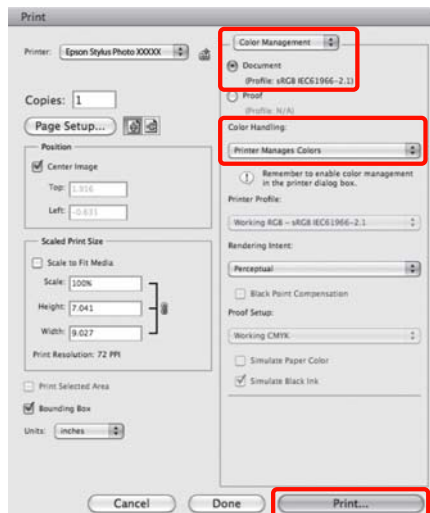 Print
Printer: Epson Stylus Photo XXXXX
Copies: 1
Page Setup...
Position
Center Image
Top: 1.916
Left: -0.631
Scaled Print Size
Scale to Fit Media
Scale: 100%
Height: 7.041
Width: 9.027
Print Resolution: 72 PPI
Print Selected Area
Bounding Box
Units: inches
Color Management
Document
(Profile: sRGB IEC61966-2.1)
Proof
(Profile: N/A)
Color Handling:
Printer Manages Colors
Remember to enable color management
in the printer dialog box.
Printer Profile:
Working RGB - sRGB IEC61966-2.1
Rendering Intent:
Perceptual
Black Point Compensation
Proof Setup:
Working CMYK
Simulate Paper Color
Simulate Black Ink
Cancel
Done
Print...